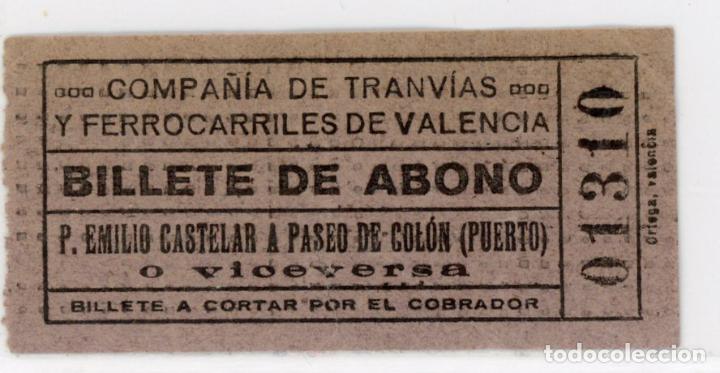 COMPAÑÍA DE TRANVÍAS
Y FERROCARRILES DE VALENCIA
BILLETE DE ABONO
P. EMILIO CASTELAR A PASEO DE COLÓN (PUERTO)
o viceversa
BILLETE A CORTAR POR EL COBRADOR
01310
Ortega, valencia
todocoleccion